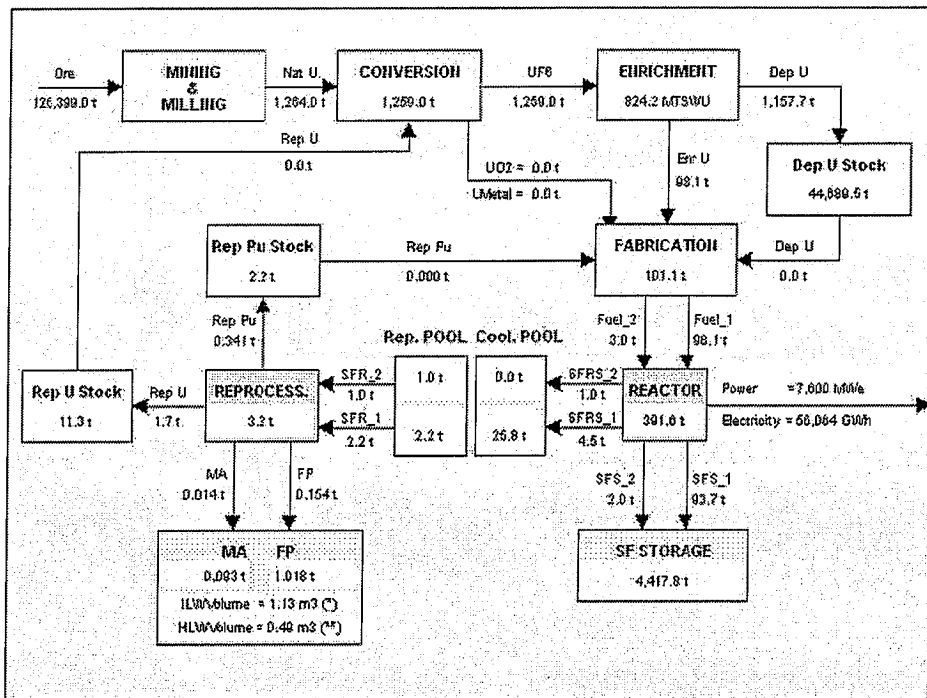 Ore
126,399.0 t
MINING
&
MILLING
Nat U.
1,264.0 t
CONVERSION
1,259.0 t
UF6
1,259.0 t
ENRICHMENT
824.2 MTSWU
Dep U
1,157.7 t
Rep U
0.0 t
UO2 = 0.0 t
UMetal = 0.0 t
Enr U
98.1 t
Dep U Stock
44,689.5 t
Rep Pu Stock
2.2 t
Rep Pu
0.000 t
FABRICATION
101.1 t
Dep U
0.0 t
Rep Pu
0.341 t
Rep. POOL
Cool. POOL
Fuel_2
3.0 t
Fuel_1
98.1 t
Rep U Stock
11.3 t
Rep U
1.7 t
REPROCESS.
3.2 t
SFR_2
1.0 t
SFR_1
2.2 t
1.0 t
2.2 t
0.0 t
25.8 t
SFRS_2
1.0 t
SFRS_1
4.5 t
REACTOR
391.6 t
Power =7,600 MWe
Electricity = 56,064 GWh
MA
0.014 t
FP
0.154 t
SFS_2
2.0 t
SFS_1
93.7 t
MA FP
0.093 t 1.018 t
ILWVolume = 1.13 m3 (*)
HLWVolume = 0.49 m3 (**)
SF STORAGE
4,417.8 t